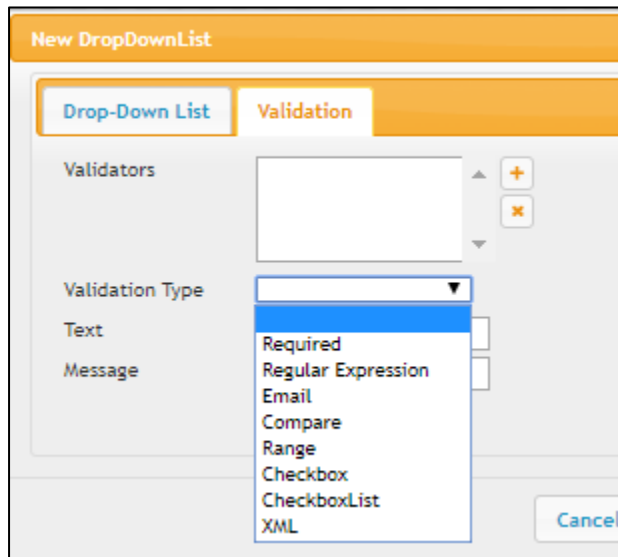 New DropDownList
Drop-Down List Validation
Validators
Validation Type
Text
Message
Required
Regular Expression
Email
Compare
Range
Checkbox
CheckboxList
XML
Cancel